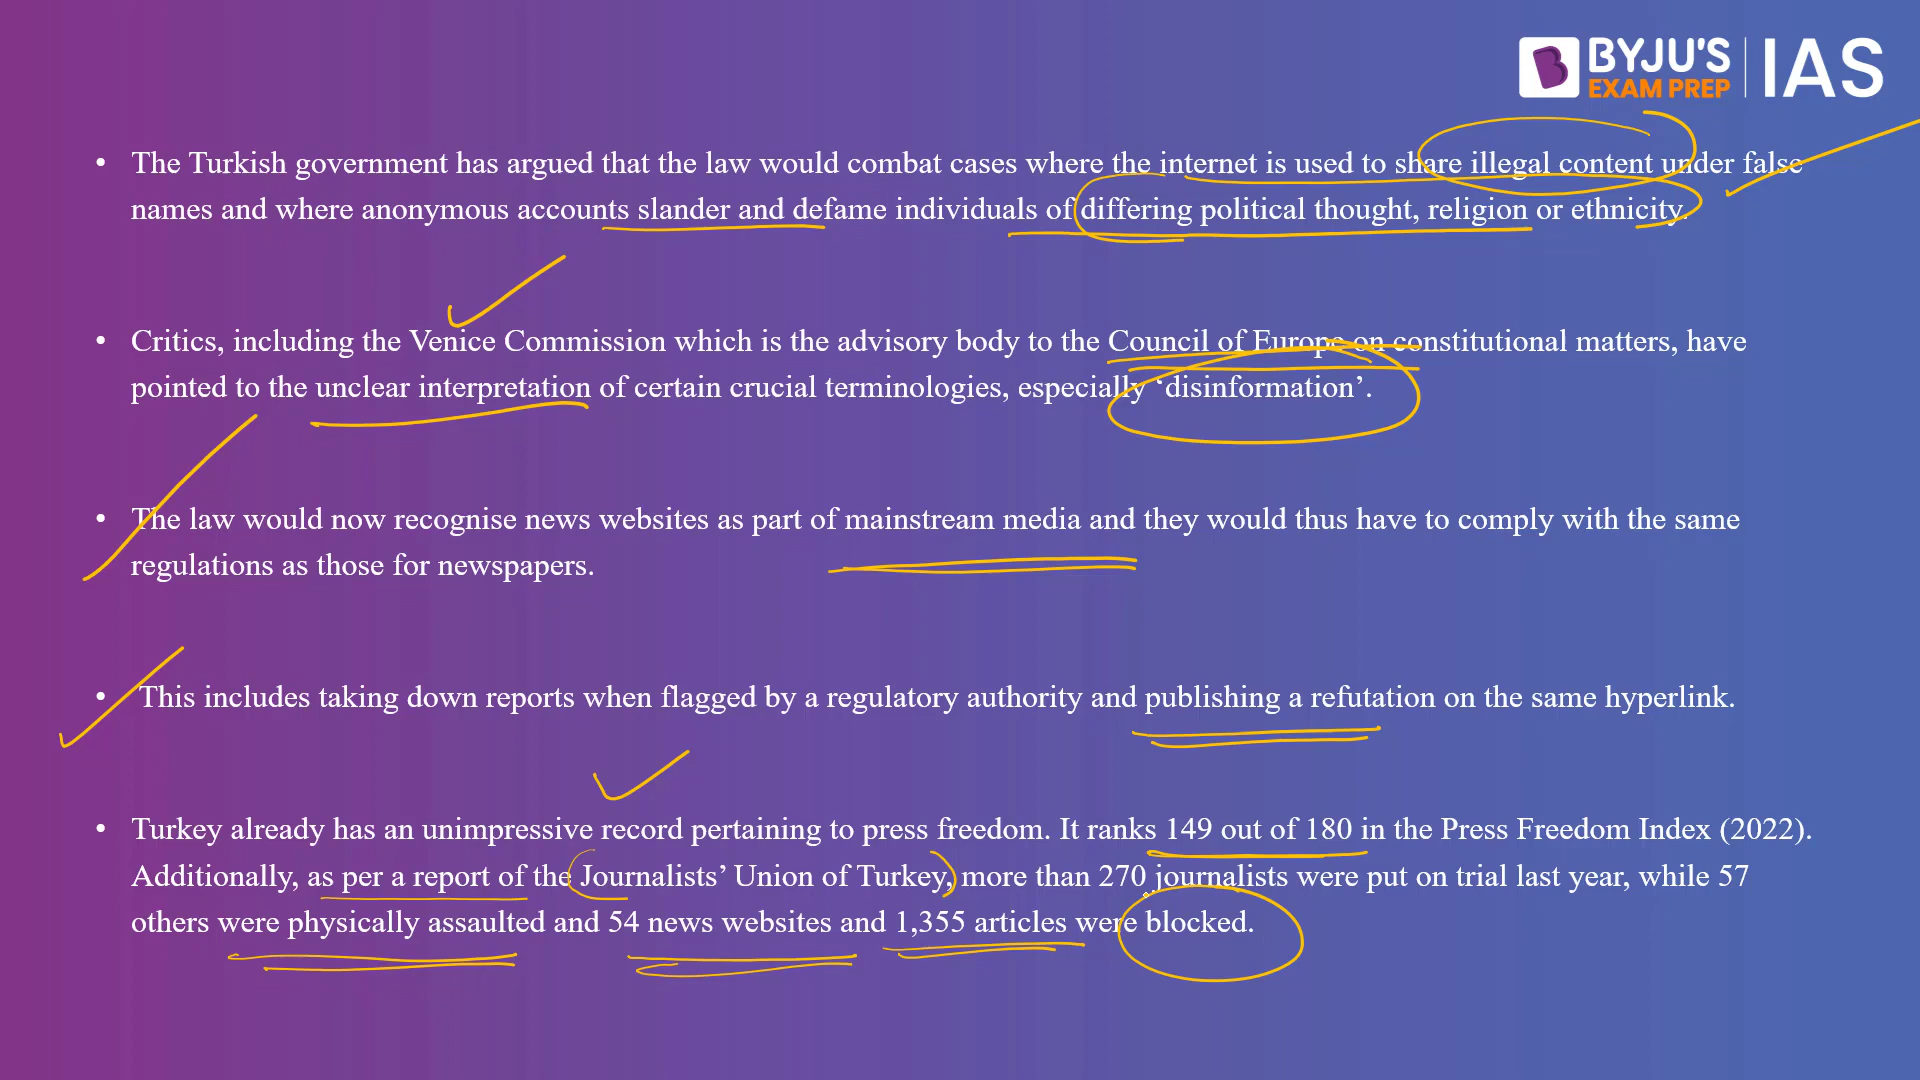 BYJU'S
EXAM PREP
IAS
• The Turkish government has argued that the law would combat cases where the internet is used to share illegal content under false
names and where anonymous accounts slander and defame individuals of differing political thought, religion or ethnicity.
• Critics, including the Venice Commission which is the advisory body to the Council of Europe on constitutional matters, have
pointed to the unclear interpretation of certain crucial terminologies, especially ‘disinformation’.
• The law would now recognise news websites as part of mainstream media and they would thus have to comply with the same
regulations as those for newspapers.
• This includes taking down reports when flagged by a regulatory authority and publishing a refutation on the same hyperlink.
• Turkey already has an unimpressive record pertaining to press freedom. It ranks 149 out of 180 in the Press Freedom Index (2022).
Additionally, as per a report of the Journalists’ Union of Turkey, more than 270 journalists were put on trial last year, while 57
others were physically assaulted and 54 news websites and 1,355 articles were blocked.